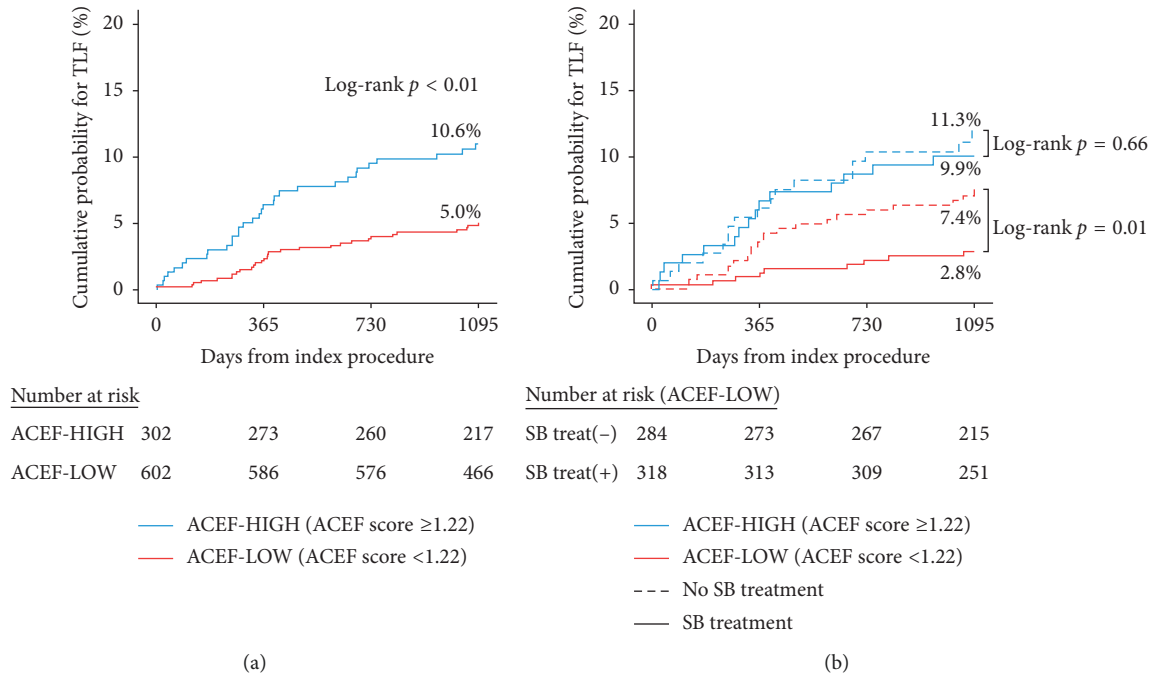 Cumulative probability for TLF (%)
20
15
10
5
0
Log-rank p < 0.01
10.6%
5.0%
0 365 730 1095
Days from index procedure
Number at risk
ACEF-HIGH 302 273 260 217
ACEF-LOW 602 586 576 466
ACEF-HIGH (ACEF score ≥1.22)
ACEF-LOW (ACEF score <1.22)
(a)
Cumulative probability for TLF (%)
20
15
10
5
0
11.3%
Log-rank p = 0.66
9.9%
7.4%
Log-rank p = 0.01
2.8%
0 365 730 1095
Days from index procedure
Number at risk (ACEF-LOW)
SB treat(−) 284 273 267 215
SB treat(+) 318 313 309 251
ACEF-HIGH (ACEF score ≥1.22)
ACEF-LOW (ACEF score <1.22)
No SB treatment
SB treatment
(b)